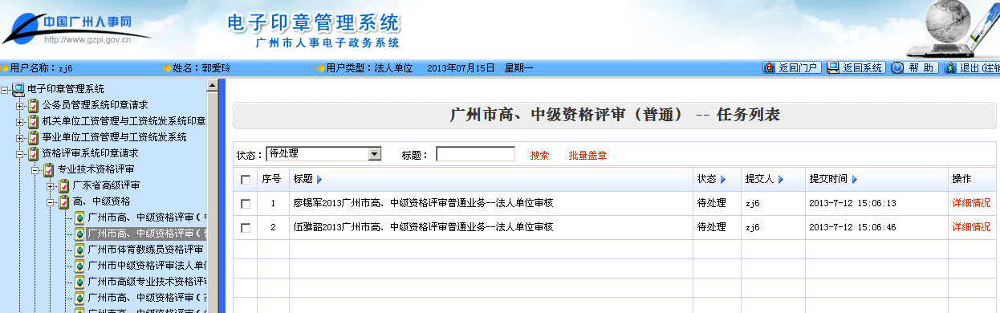 中国广州人事网
http://www.gzpi.gov.cn
电子印章管理系统
广州市人事电子政务系统
用户名称：zj6 姓名：郭爱玲 用户类型：法人单位 2013年07月15日 星期一 返回门户 返回系统 帮助 退出(注销
电子印章管理系统
公务员管理系统印章请求
机关单位工资管理与工资统发系统印章
事业单位工资管理与工资统发系统
资格评审系统印章请求
专业技术资格评审
广东省高级评审
高、中级资格
广州市高、中级资格评审（
广州市高、中级资格评审（普
广州市体育教练员资格评审
广州市中级资格评审法人单位
广州市高级专业技术资格评审
广州市高、中级资格评审（高
广州市高、中级资格评审（
广州市高、中级资格评审（普通） -- 任务列表
状态： 待处理 标题： 搜索 批量盖章
序号 标题 状态 提交人 提交时间 操作
1 廖锡军2013广州市高、中级资格评审普通业务--法人单位审核 待处理 zj6 2013-7-12 15:06:13 详细情况
2 伍雅韶2013广州市高、中级资格评审普通业务--法人单位审核 待处理 zj6 2013-7-12 15:06:46 详细情况